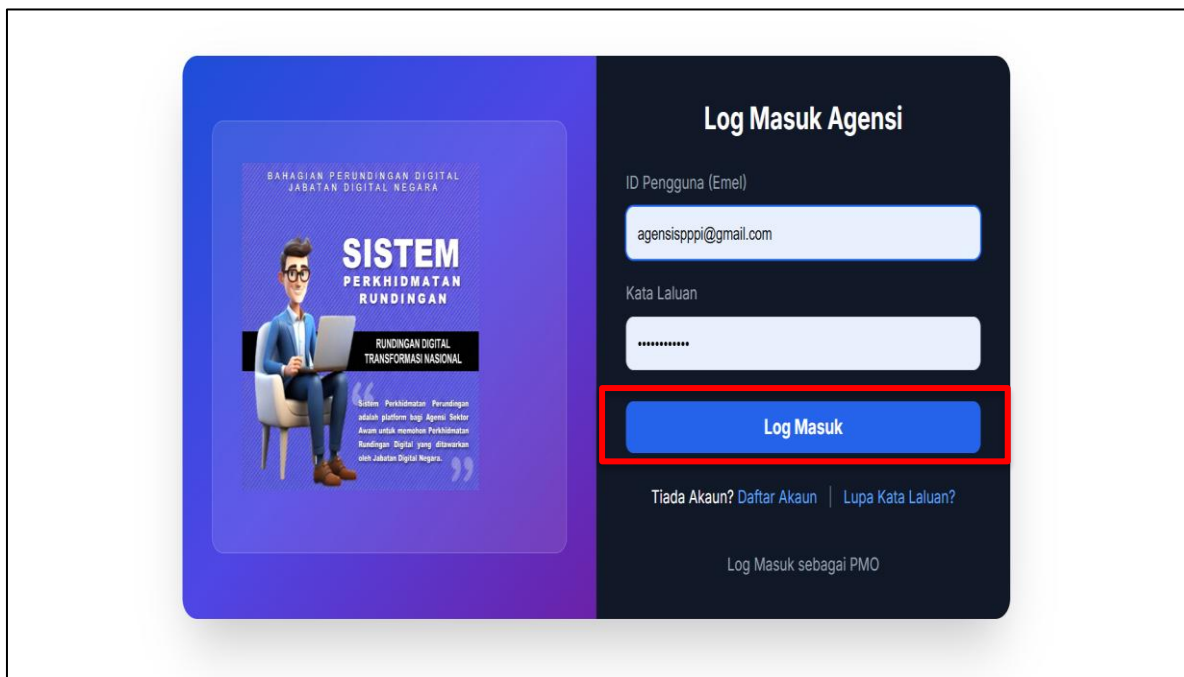 BAHAGIAN PERUNDINGAN DIGITAL
JABATAN DIGITAL NEGARA
SISTEM
PERKHIDMATAN
RUNDINGAN
RUNDINGAN DIGITAL
TRANSFORMASI NASIONAL
Sistem Perkhidmatan Perundingan
adalah platform bagi Agensi Sektor
Awam untuk memohon Perkhidmatan
Rundingan Digital yang ditawarkan
oleh Jabatan Digital Negara.
Log Masuk Agensi
ID Pengguna (Emel)
agensispppi@gmail.com
Kata Laluan
••••••••••••
Log Masuk
Tiada Akaun? Daftar Akaun | Lupa Kata Laluan?
Log Masuk sebagai PMO